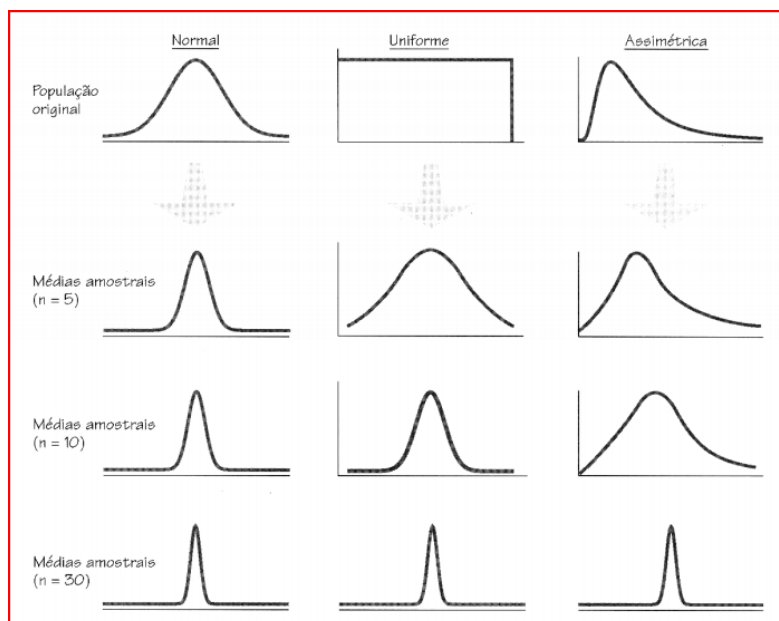 Normal
Uniforme
Assimétrica
População
original
Médias amostrais
(n = 5)
Médias amostrais
(n = 10)
Médias amostrais
(n = 30)